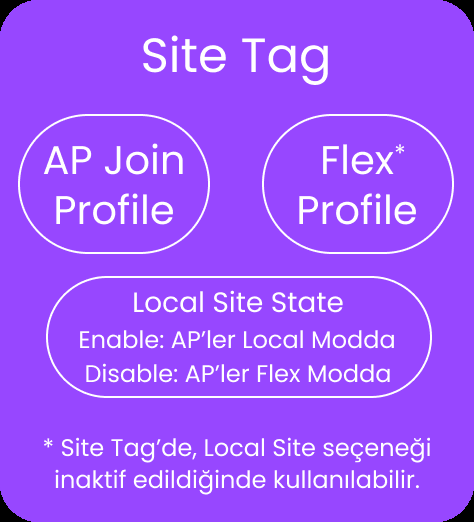 Site Tag
AP Join
Profile
Flex*
Profile
Local Site State
Enable: AP’ler Local Modda
Disable: AP’ler Flex Modda
* Site Tag’de, Local Site seçeneği
inaktif edildiğinde kullanılabilir.